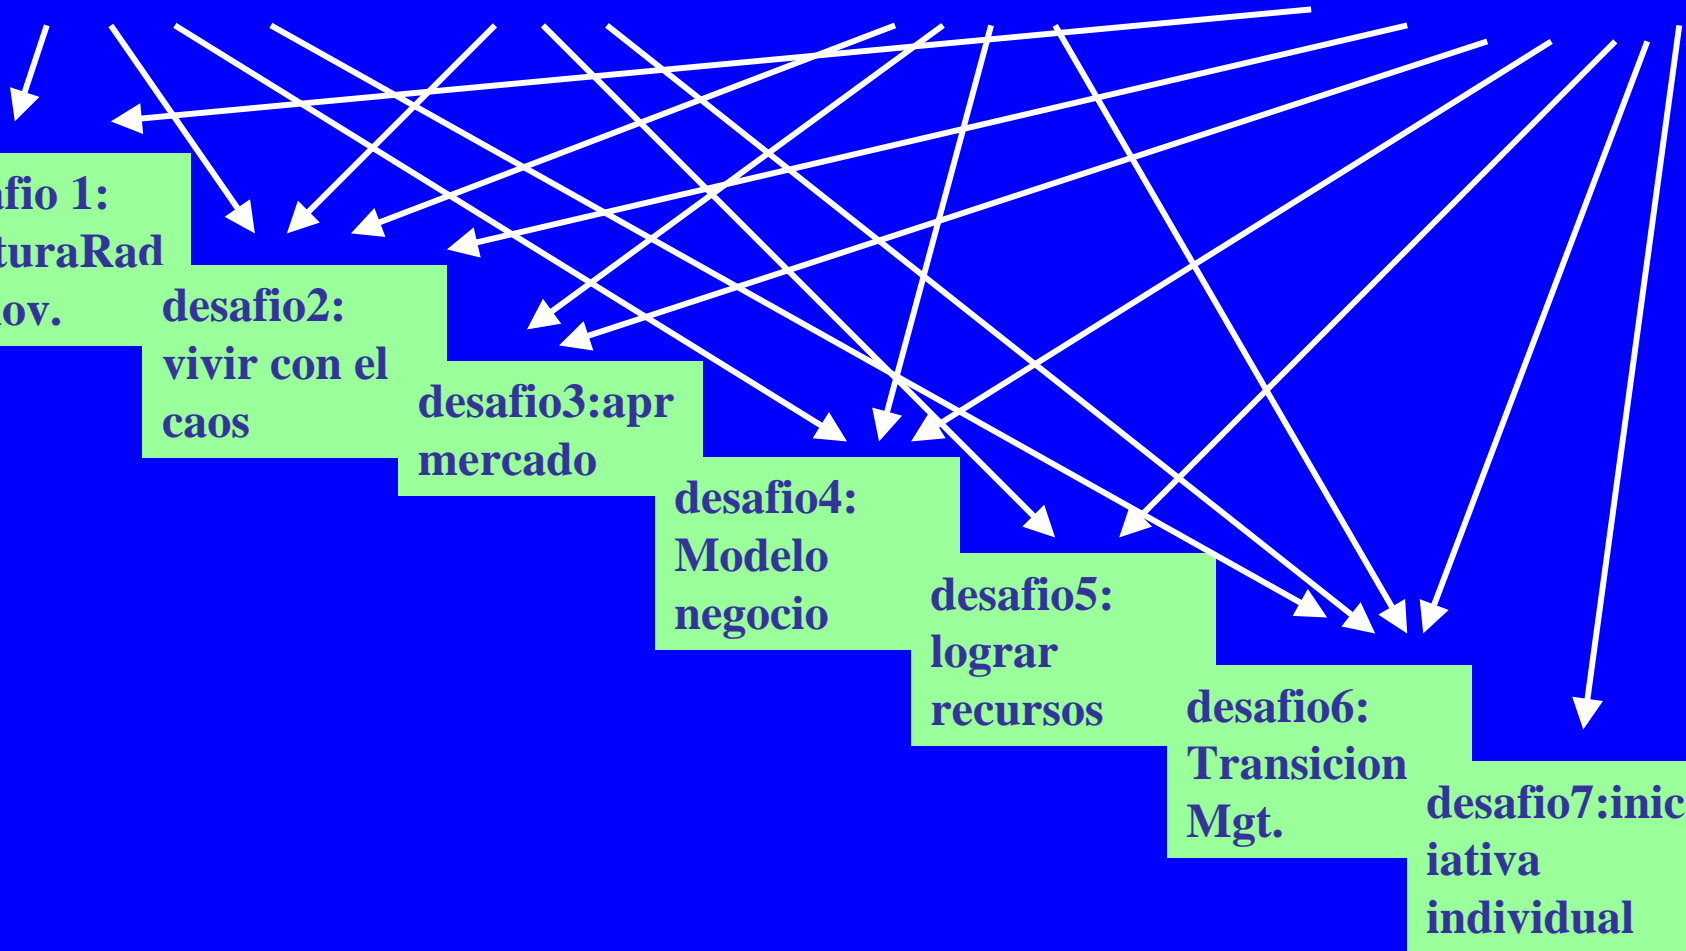 fio 1:
turaRad
ov.
desafio2:
vivir con el
caos
desafio3:apr
mercado
desafio4:
Modelo
negocio
desafio5:
lograr
recursos
desafio6:
Transicion
Mgt.
desafio7:inic
iativa
individual